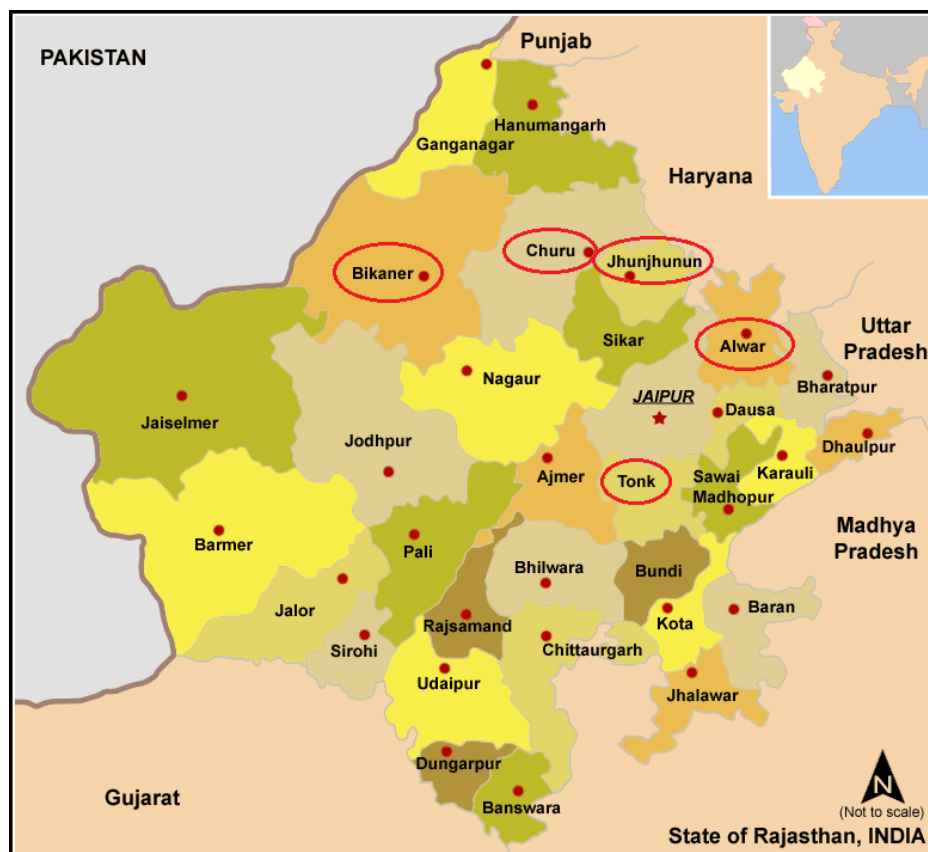 PAKISTAN
Punjab
Ganganagar
Hanumangarh
Haryana
Bikaner
Churu
Jhunjhunun
Sikar
Alwar
Uttar
Pradesh
Nagaur
Bharatpur
Jaiselmer
JAIPUR
Dausa
Jodhpur
Dhaulpur
Ajmer
Tonk
Sawai
Madhopur
Karauli
Madhya
Pradesh
Barmer
Pali
Bhilwara
Bundi
Jalor
Baran
Rajsamand
Kota
Sirohi
Chittaurgarh
Udaipur
Jhalawar
Dungarpur
Banswara
Gujarat
N
(Not to scale)
State of Rajasthan, INDIA